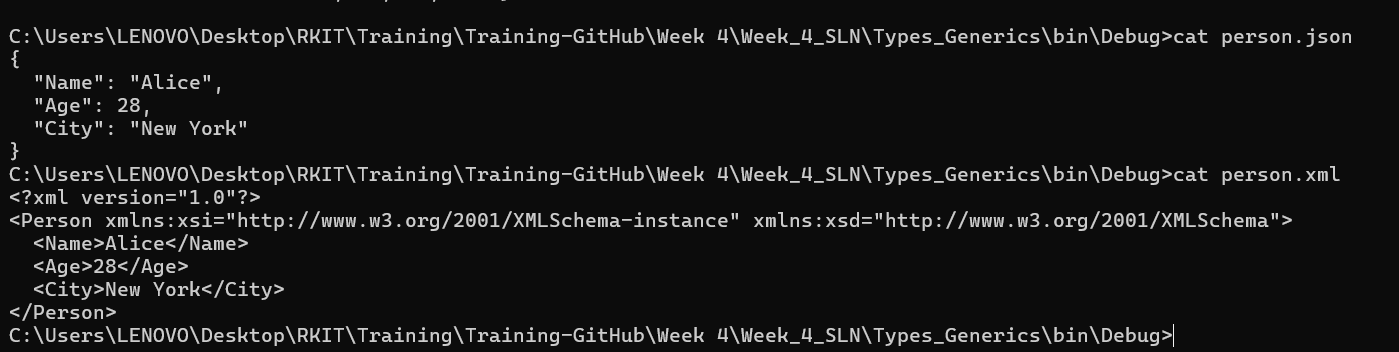 C:\Users\LENOVO\Desktop\RKIT\Training\Training-GitHub\Week 4\Week_4_SLN\Types_Generics\bin\Debug>cat person.json
{
  "Name": "Alice",
  "Age": 28,
  "City": "New York"
}
C:\Users\LENOVO\Desktop\RKIT\Training\Training-GitHub\Week 4\Week_4_SLN\Types_Generics\bin\Debug>cat person.xml
<?xml version="1.0"?>
<Person xmlns:xsi="http://www.w3.org/2001/XMLSchema-instance" xmlns:xsd="http://www.w3.org/2001/XMLSchema">
  <Name>Alice</Name>
  <Age>28</Age>
  <City>New York</City>
</Person>
C:\Users\LENOVO\Desktop\RKIT\Training\Training-GitHub\Week 4\Week_4_SLN\Types_Generics\bin\Debug>